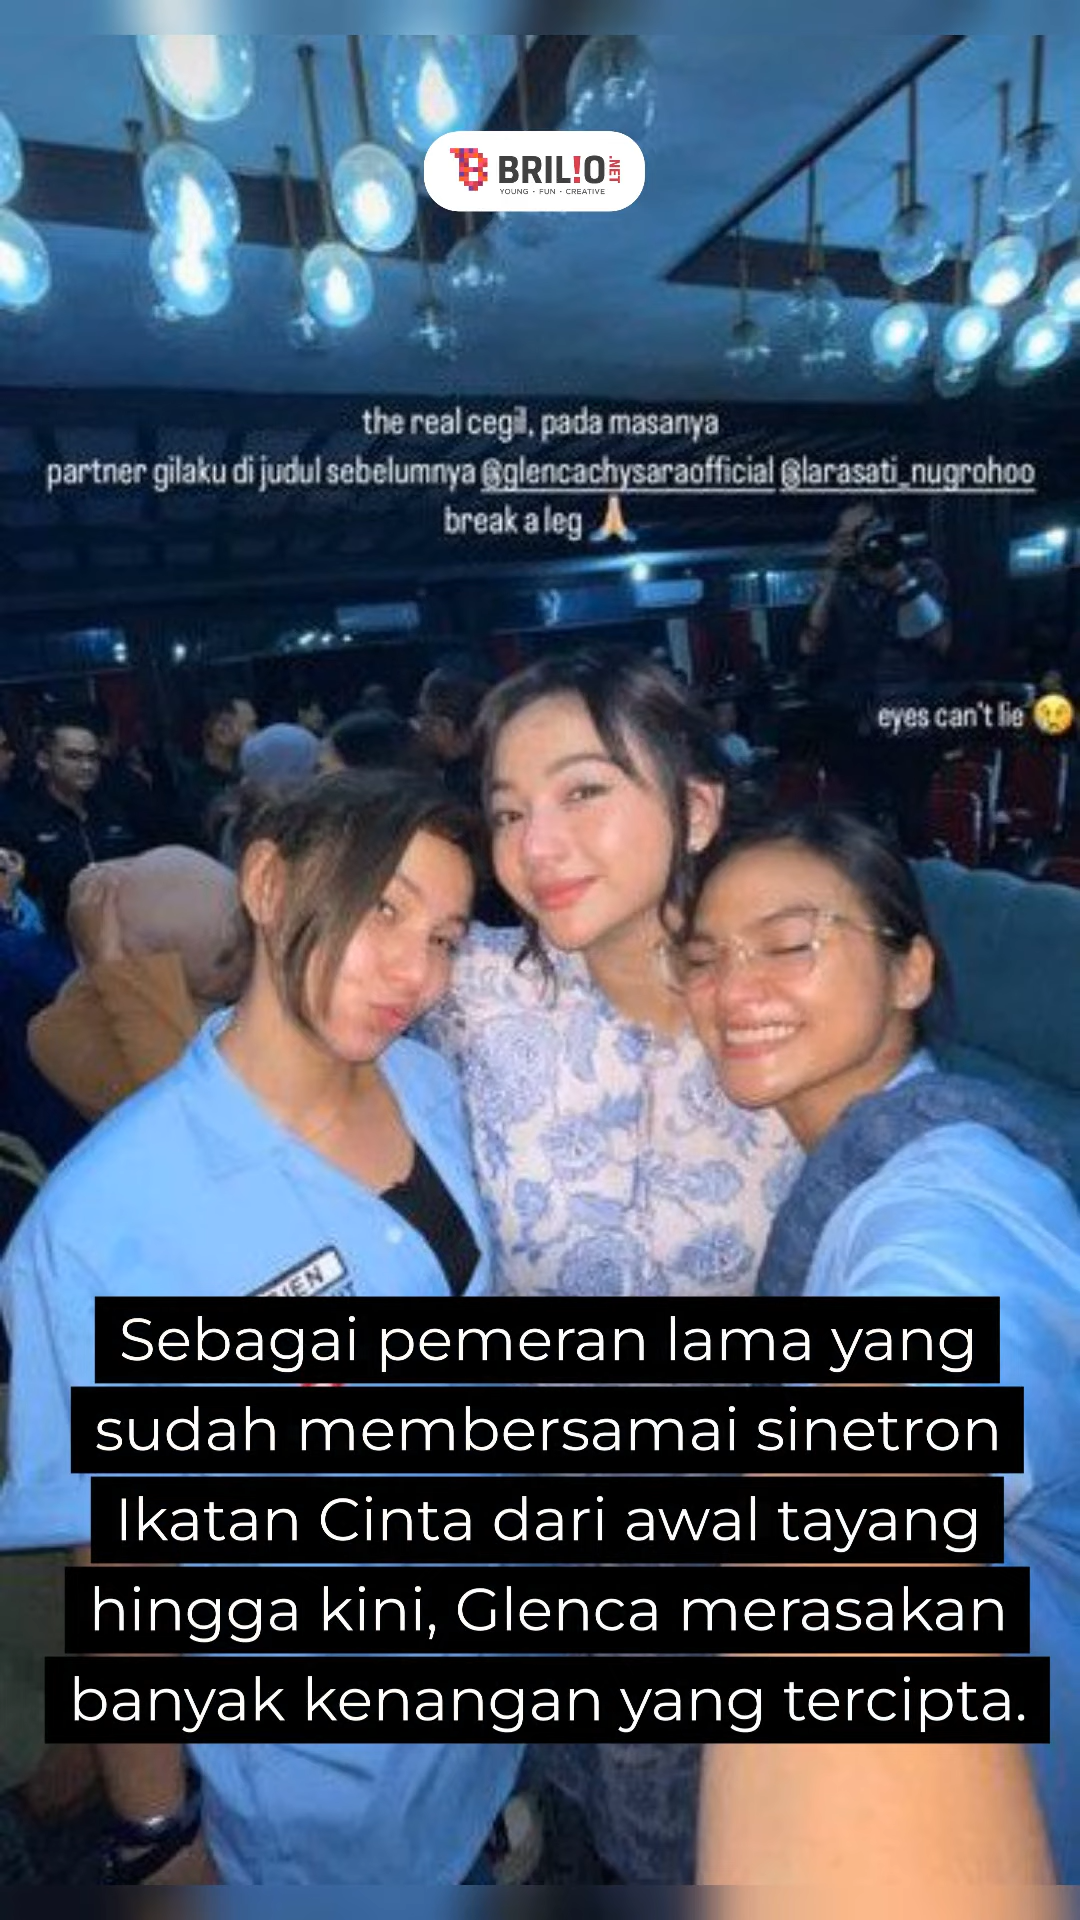 BRIL!O.NET
YOUNG · FUN · CREATIVE
the real cegil, pada masanya
partner gilaku di judul sebelumnya @glencachysaraofficial @larasati_nugrohoo
break a leg 🙏
eyes can't lie 😢
Sebagai pemeran lama yang
sudah membersamai sinetron
Ikatan Cinta dari awal tayang
hingga kini, Glenca merasakan
banyak kenangan yang tercipta.